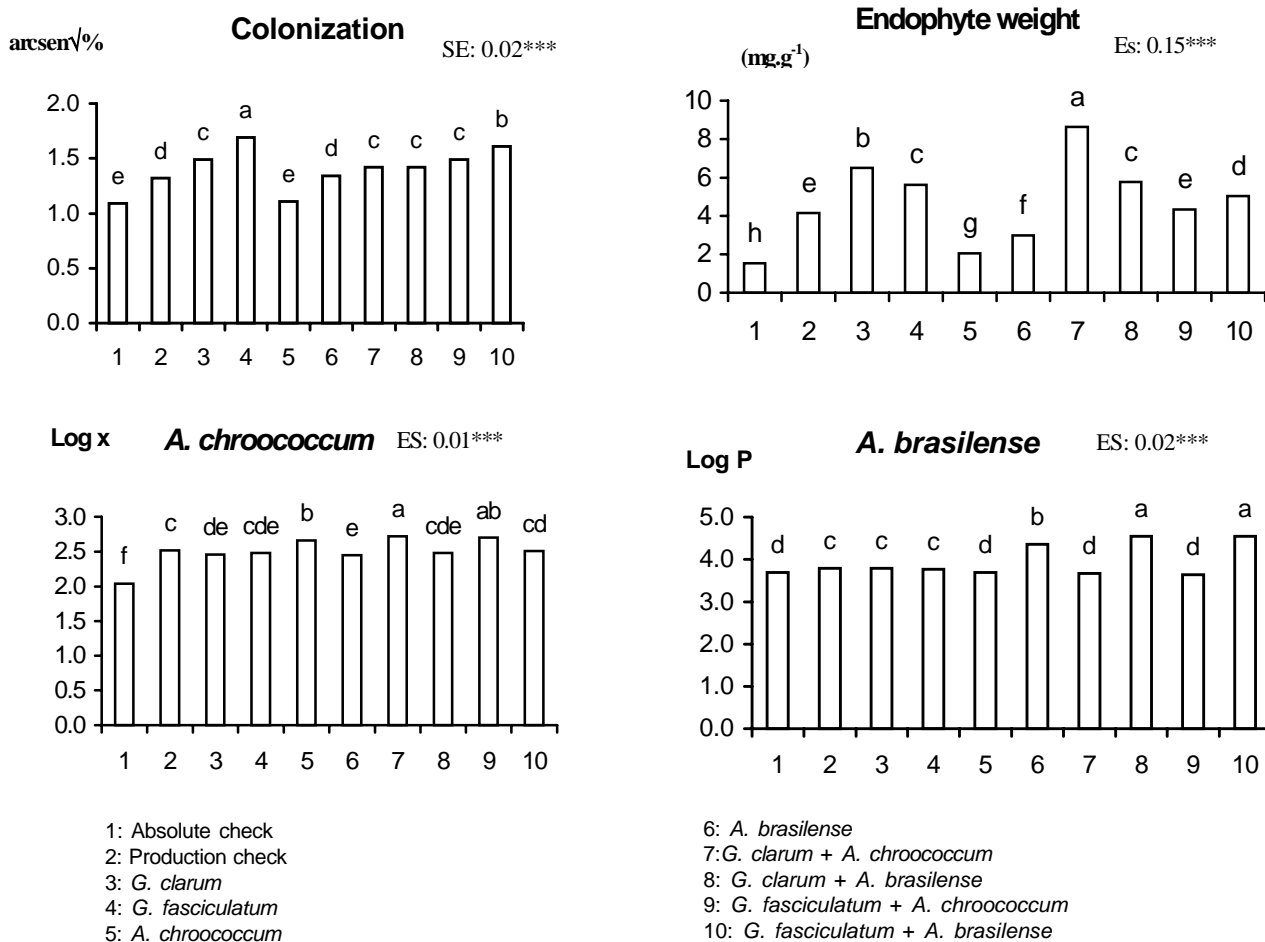 Colonization
arcsen√%
SE: 0.02***
2.0
1.5
1.0
0.5
0.0
e d c a e d c c c b
1 2 3 4 5 6 7 8 9 10
Endophyte weight
(mg.g⁻¹)
Es: 0.15***
10
8
6
4
2
0
h e b c g f a c e d
1 2 3 4 5 6 7 8 9 10
Log x A. chroococcum ES: 0.01***
3.0
2.5
2.0
1.5
1.0
0.5
0.0
f c de cde b e a cde ab cd
1 2 3 4 5 6 7 8 9 10
Log P A. brasilense ES: 0.02***
5.0
4.0
3.0
2.0
1.0
0.0
d c c c d b d a d a
1 2 3 4 5 6 7 8 9 10
1: Absolute check
2: Production check
3: G. clarum
4: G. fasciculatum
5: A. chroococcum
6: A. brasilense
7:G. clarum + A. chroococcum
8: G. clarum + A. brasilense
9: G. fasciculatum + A. chroococcum
10: G. fasciculatum + A. brasilense